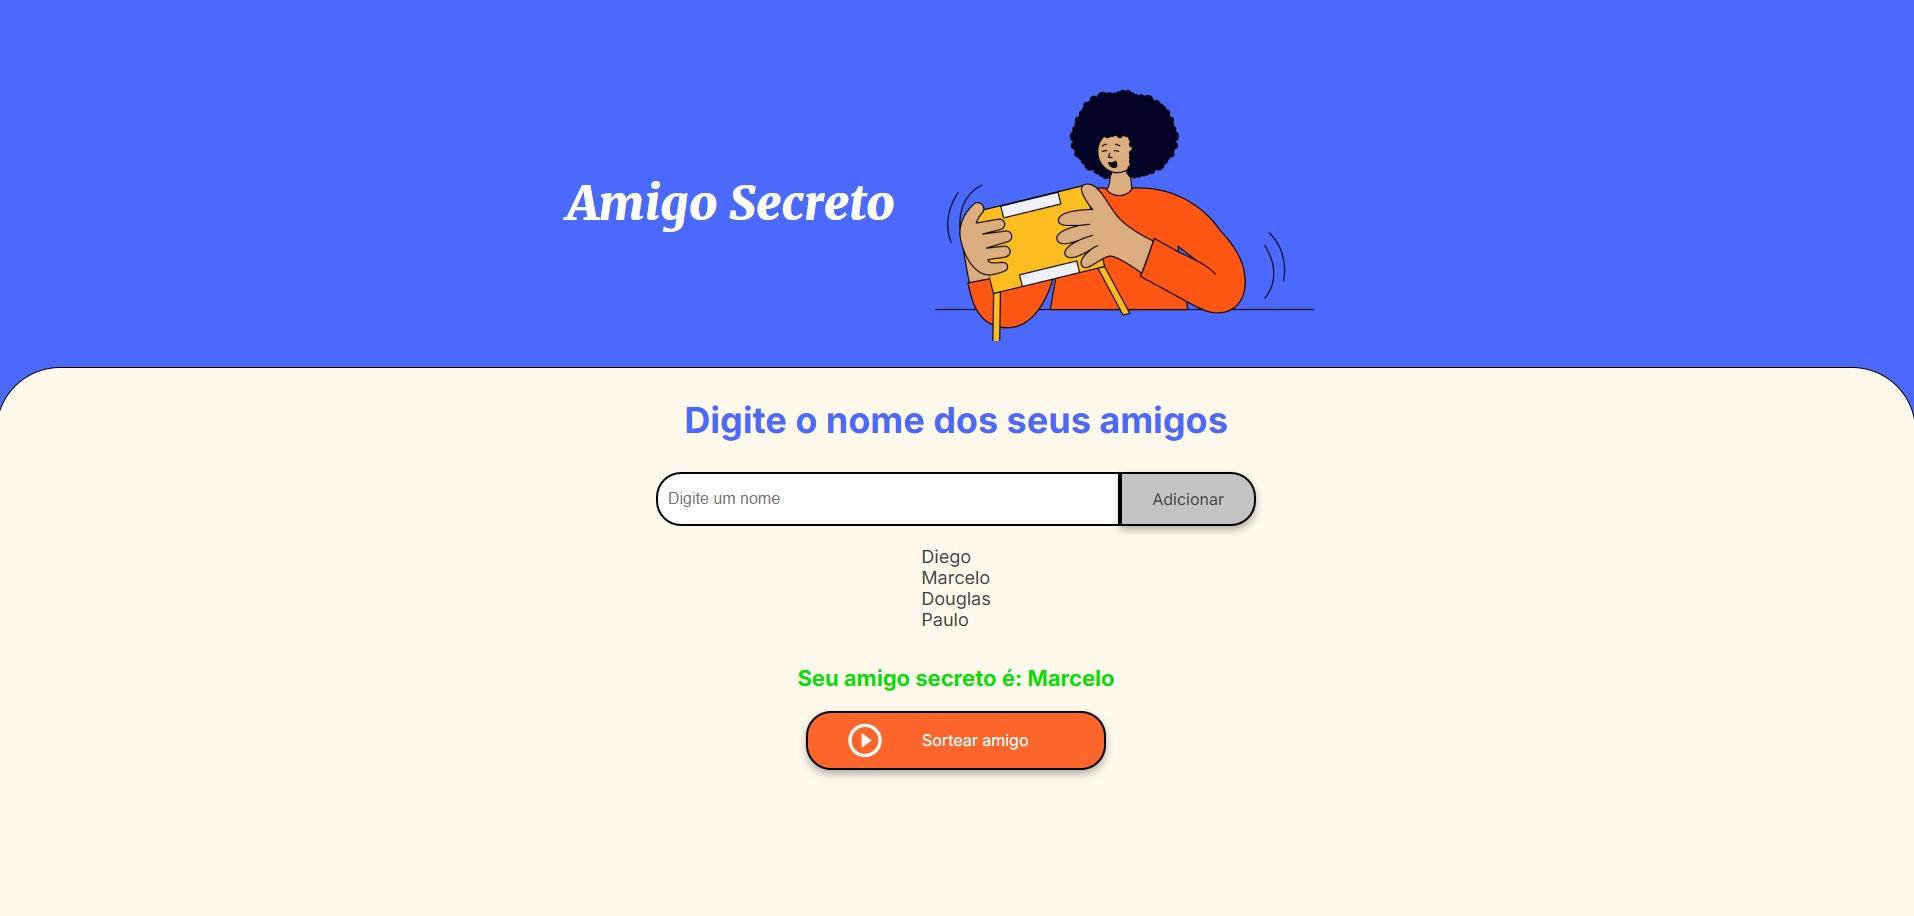 Amigo Secreto
Digite o nome dos seus amigos
Digite um nome
Adicionar
Diego
Marcelo
Douglas
Paulo
Seu amigo secreto é: Marcelo
Sortear amigo